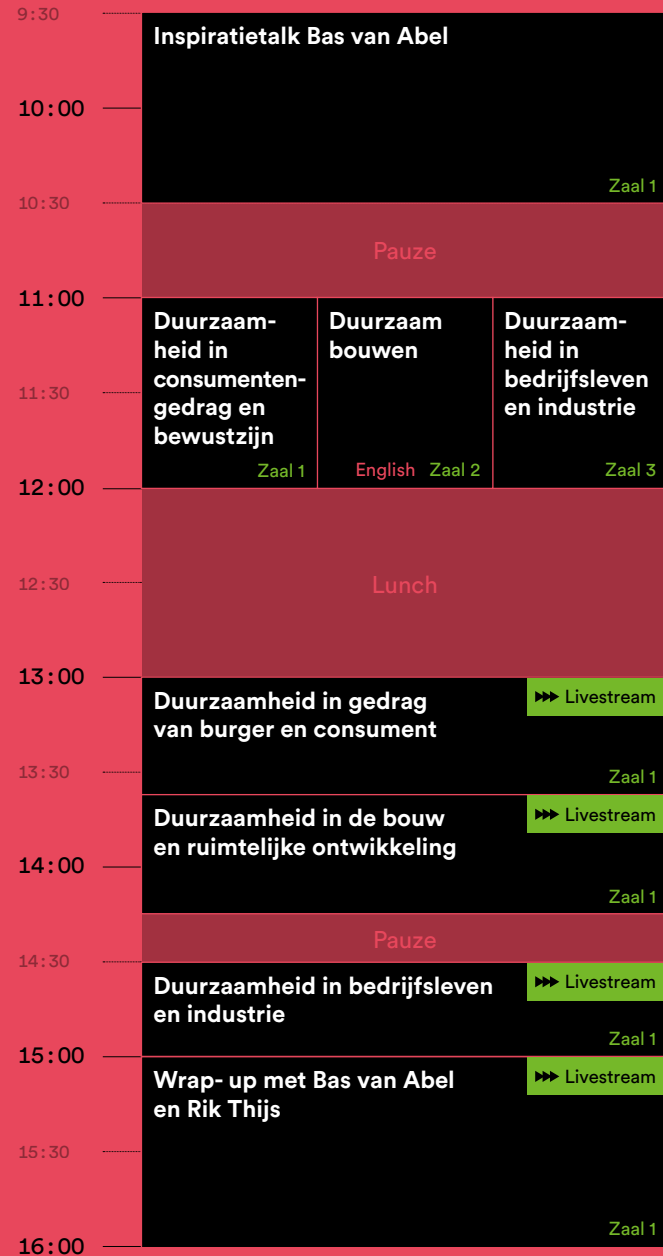 9:30
Inspiratietalk Bas van Abel
10:00
Zaal 1
10:30
Pauze
11:00
Duurzaam-
heid in
consumenten-
gedrag en
bewustzijn
Zaal 1
Duurzaam
bouwen
English Zaal 2
Duurzaam-
heid in
bedrijfsleven
en industrie
Zaal 3
11:30
12:00
12:30
Lunch
13:00
Duurzaamheid in gedrag
van burger en consument
Livestream
13:30
Zaal 1
Duurzaamheid in de bouw
en ruimtelijke ontwikkeling
Livestream
14:00
Zaal 1
Pauze
14:30
Duurzaamheid in bedrijfsleven
en industrie
Livestream
Zaal 1
15:00
Wrap- up met Bas van Abel
en Rik Thijs
Livestream
15:30
Zaal 1
16:00